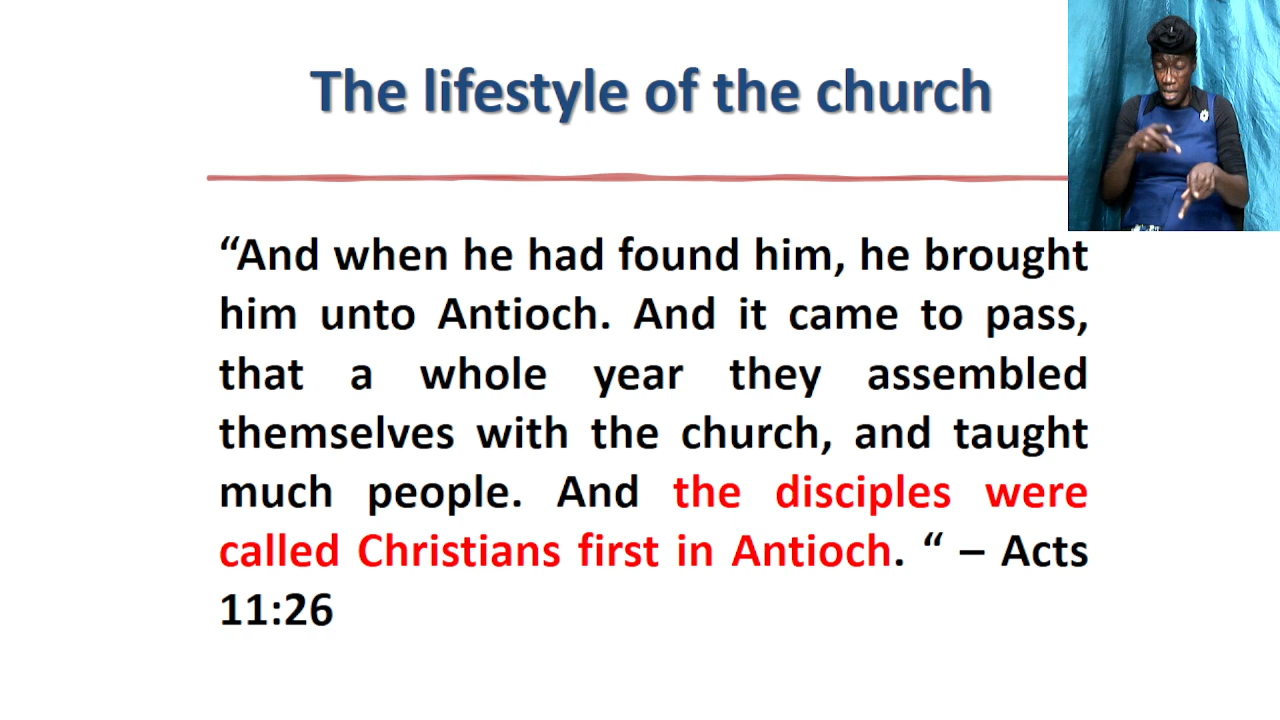 The lifestyle of the church
“And when he had found him, he brought
him unto Antioch. And it came to pass,
that a whole year they assembled
themselves with the church, and taught
much people. And the disciples were
called Christians first in Antioch. “ – Acts
11:26